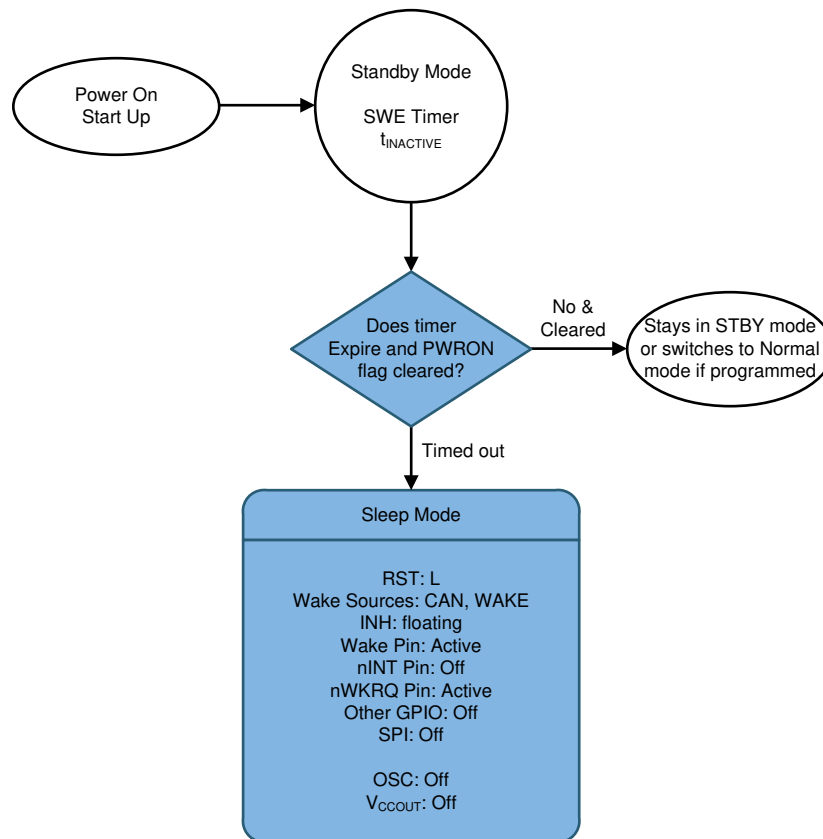 Power On
Start Up
Standby Mode
SWE Timer
tINACTIVE
Does timer
Expire and PWRON
flag cleared?
No &
Cleared
Stays in STBY mode
or switches to Normal
mode if programmed
Timed out
Sleep Mode
RST: L
Wake Sources: CAN, WAKE
INH: floating
Wake Pin: Active
nINT Pin: Off
nWKRQ Pin: Active
Other GPIO: Off
SPI: Off
OSC: Off
VCCOUT: Off